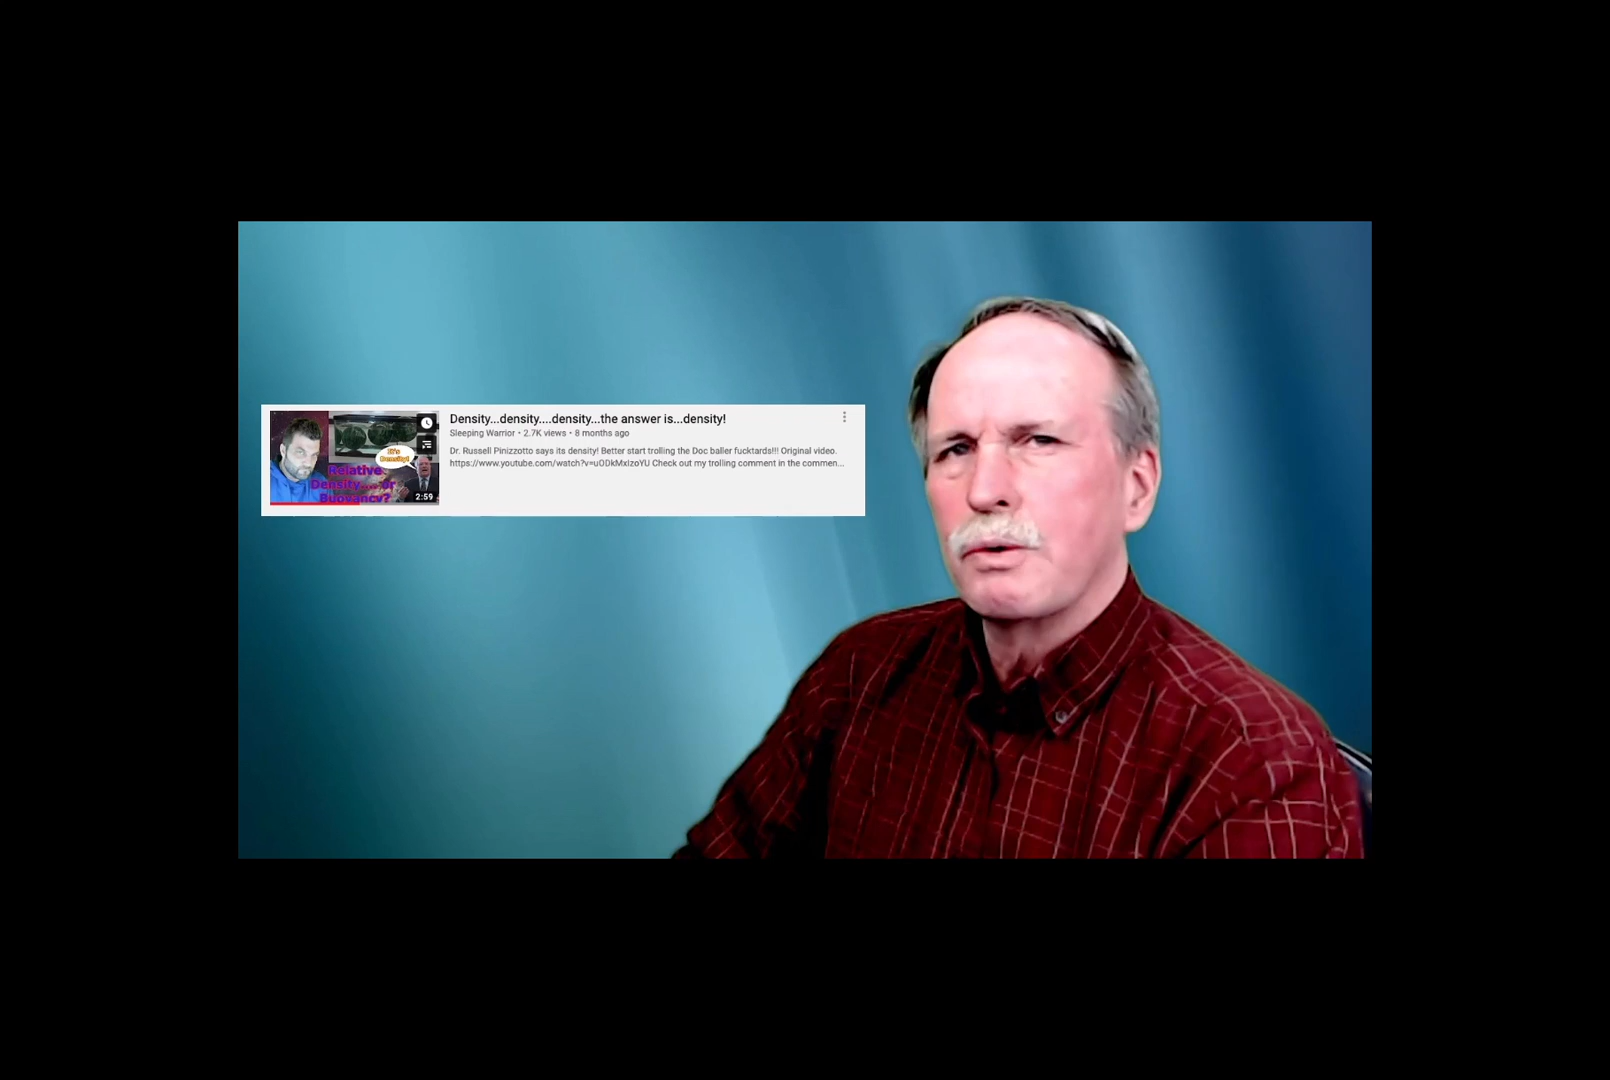 Density...density....density...the answer is...density!
Sleeping Warrior • 2.7K views • 8 months ago
Dr. Russell Pinizzotto says its density! Better start trolling the Doc baller fucktards!!! Original video.
https://www.youtube.com/watch?v=uODkMxIzoYU Check out my trolling comment in the commen...
It's
Density!
Relative
Density.... or
Buoyancy?
2:59